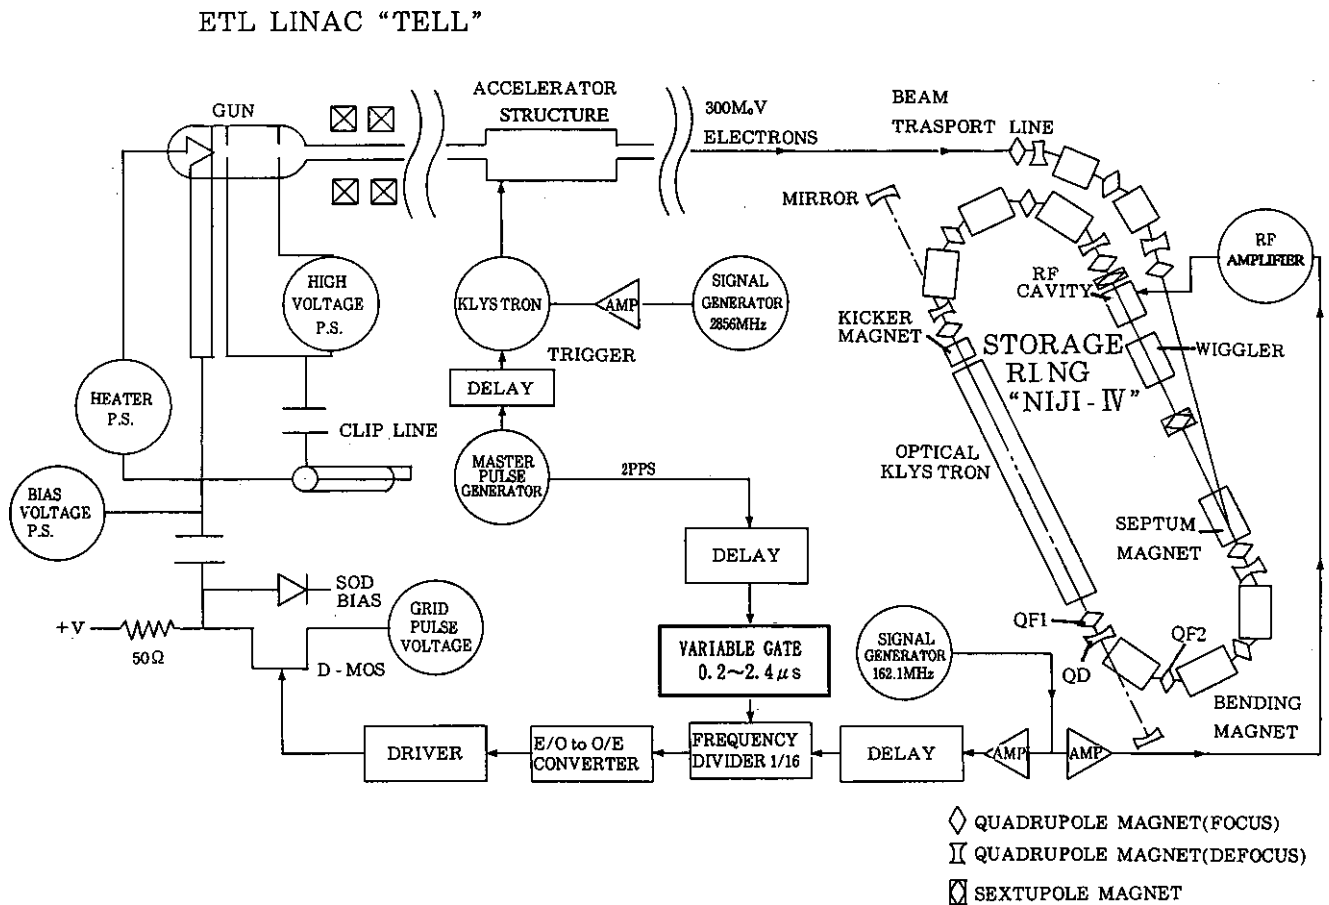 ETL LINAC “TELL”
GUN
ACCELERATOR
STRUCTURE
300MₒV
ELECTRONS
BEAM
TRASPORT LINE
MIRROR
HIGH
VOLTAGE
P.S.
KLYSTRON
AMP
SIGNAL
GENERATOR
2856MHz
RF
CAVITY
RF
AMPLIFIER
KICKER
MAGNET
STORAGE
RING
“NIJI-IV”
WIGGLER
TRIGGER
DELAY
HEATER
P.S.
CLIP LINE
MASTER
PULSE
GENERATOR
2PPS
OPTICAL
KLYSTRON
BIAS
VOLTAGE
P.S.
DELAY
SEPTUM
MAGNET
SOD
BIAS
GRID
PULSE
VOLTAGE
+V
50Ω
D-MOS
VARIABLE GATE
0.2~2.4μs
SIGNAL
GENERATOR
162.1MHz
QF1
QF2
QD
BENDING
MAGNET
DRIVER
E/O to O/E
CONVERTER
FREQUENCY
DIVIDER 1/16
DELAY
AMP
AMP
QUADRUPOLE MAGNET(FOCUS)
QUADRUPOLE MAGNET(DEFOCUS)
SEXTUPOLE MAGNET